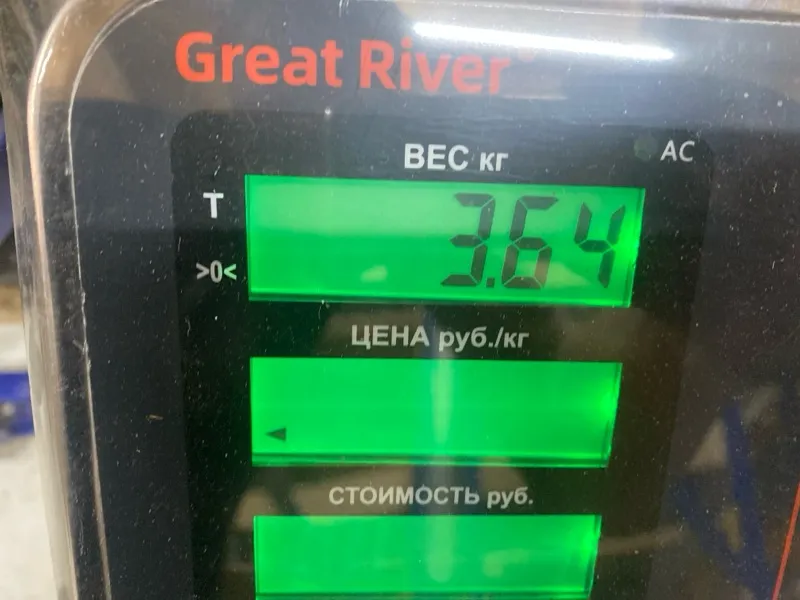 Great River
ВЕС кг
AC
T
3.64
>0<
ЦЕНА руб./кг
СТОИМОСТЬ руб.